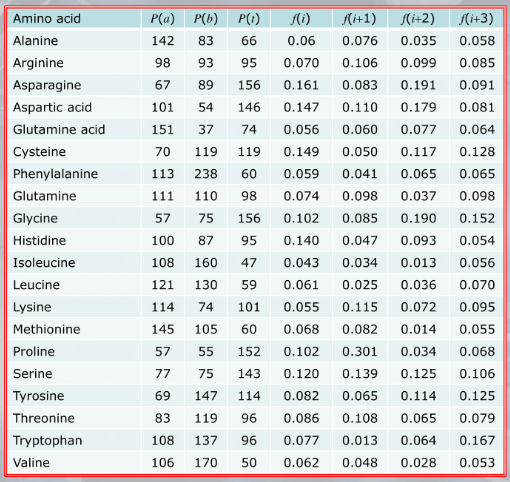 Amino acid P(a) P(b) P(t) f(i) f(i+1) f(i+2) f(i+3)
Alanine 142 83 66 0.06 0.076 0.035 0.058
Arginine 98 93 95 0.070 0.106 0.099 0.085
Asparagine 67 89 156 0.161 0.083 0.191 0.091
Aspartic acid 101 54 146 0.147 0.110 0.179 0.081
Glutamine acid 151 37 74 0.056 0.060 0.077 0.064
Cysteine 70 119 119 0.149 0.050 0.117 0.128
Phenylalanine 113 238 60 0.059 0.041 0.065 0.065
Glutamine 111 110 98 0.074 0.098 0.037 0.098
Glycine 57 75 156 0.102 0.085 0.190 0.152
Histidine 100 87 95 0.140 0.047 0.093 0.054
Isoleucine 108 160 47 0.043 0.034 0.013 0.056
Leucine 121 130 59 0.061 0.025 0.036 0.070
Lysine 114 74 101 0.055 0.115 0.072 0.095
Methionine 145 105 60 0.068 0.082 0.014 0.055
Proline 57 55 152 0.102 0.301 0.034 0.068
Serine 77 75 143 0.120 0.139 0.125 0.106
Tyrosine 69 147 114 0.082 0.065 0.114 0.125
Threonine 83 119 96 0.086 0.108 0.065 0.079
Tryptophan 108 137 96 0.077 0.013 0.064 0.167
Valine 106 170 50 0.062 0.048 0.028 0.053